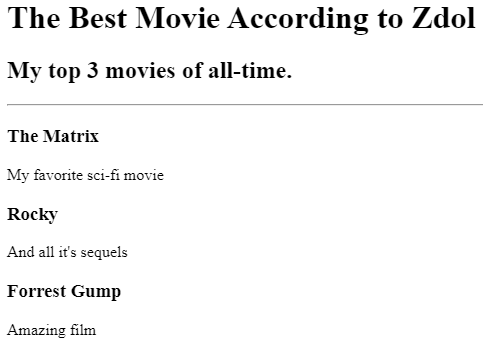 The Best Movie According to Zdol
My top 3 movies of all-time.
The Matrix
My favorite sci-fi movie
Rocky
And all it's sequels
Forrest Gump
Amazing film